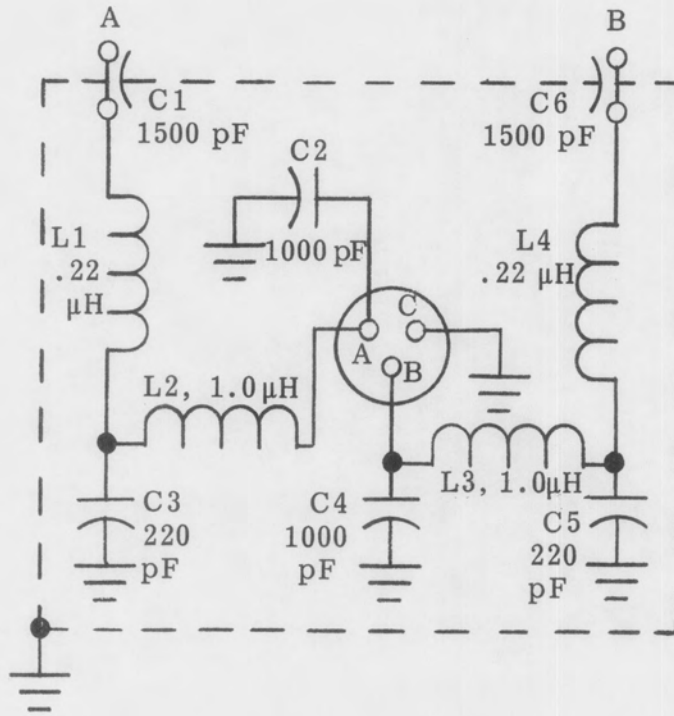 A
B
C1
1500 pF
C6
1500 pF
C2
1000 pF
L1
.22
µH
L4
.22 µH
C
A
B
L2, 1.0µH
L3, 1.0µH
C3
220
pF
C4
1000
pF
C5
220
pF